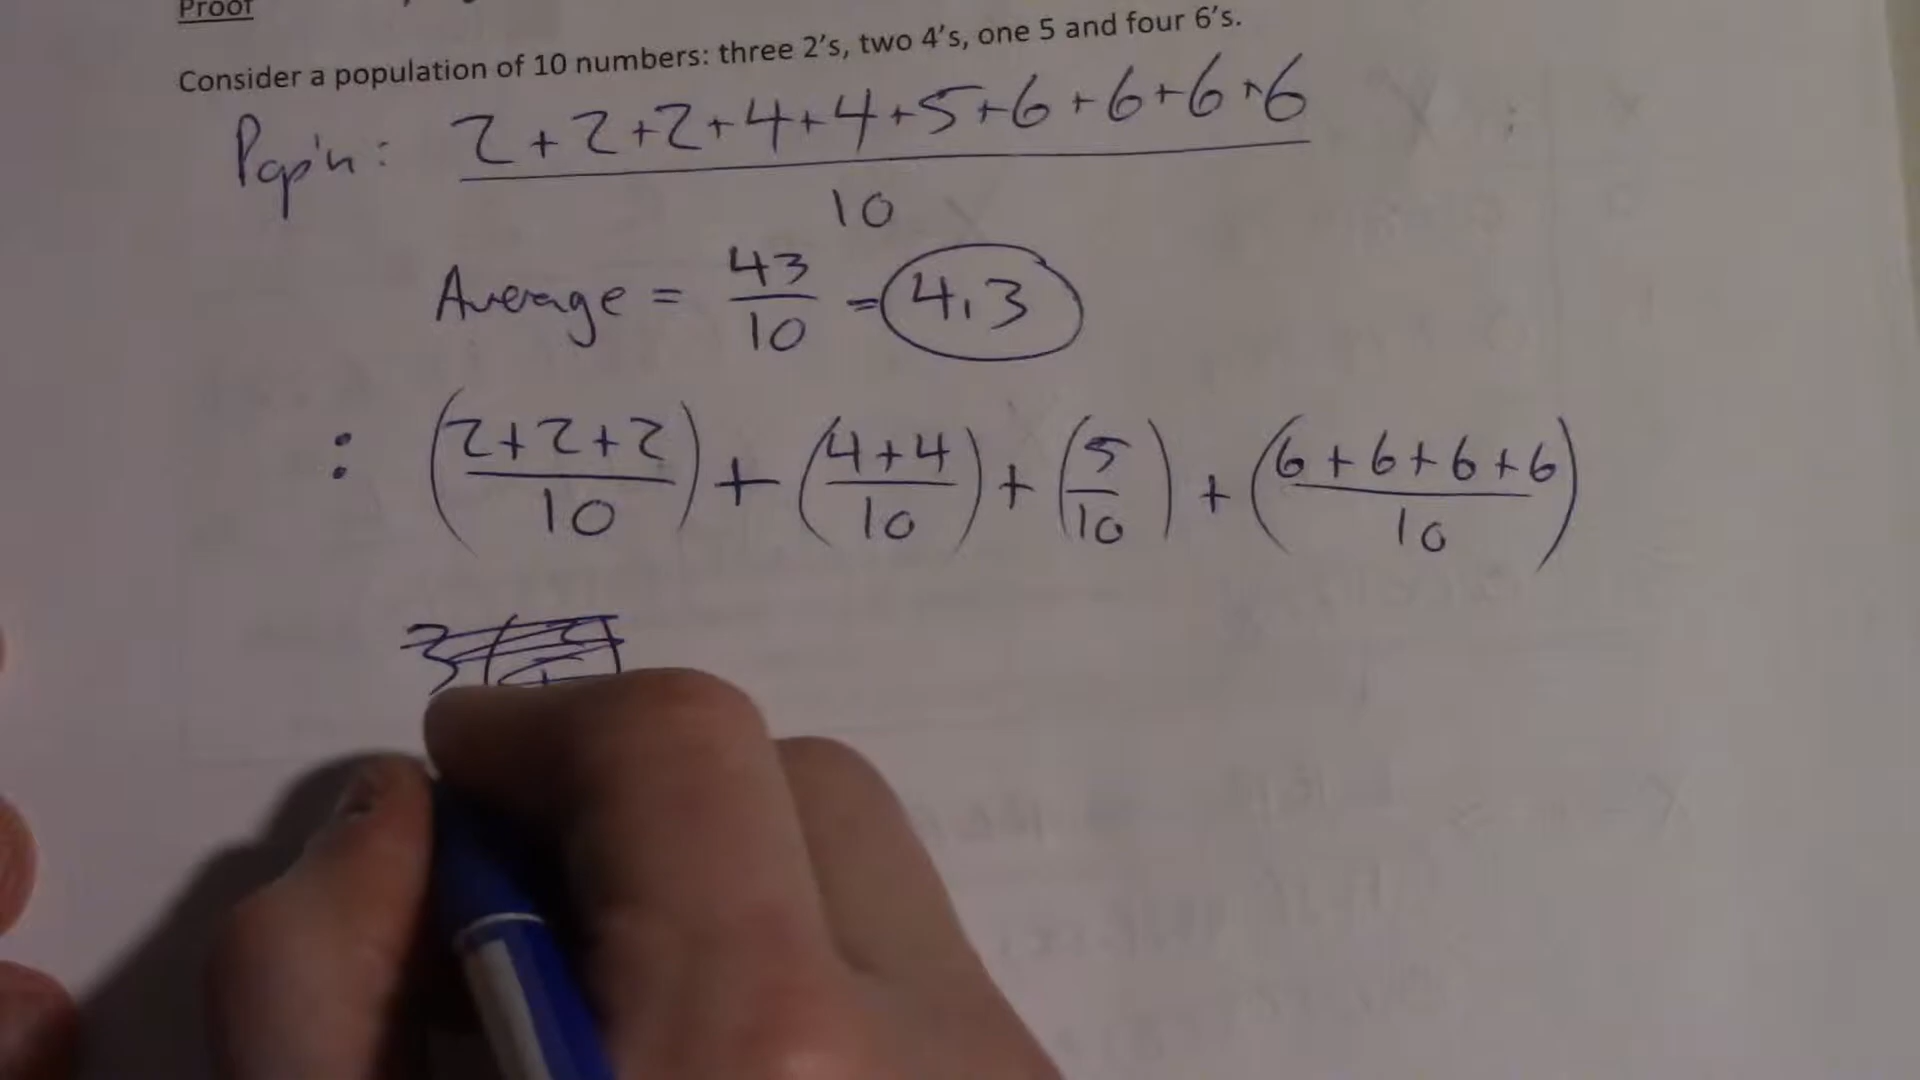 Proof
Consider a population of 10 numbers: three 2's, two 4's, one 5 and four 6's.
Pop'n: 2+2+2+4+4+5+6+6+6+6
10
Average = 43/10 = 4.3
: (2+2+2/10) + (4+4/10) + (5/10) + (6+6+6+6/10)
3